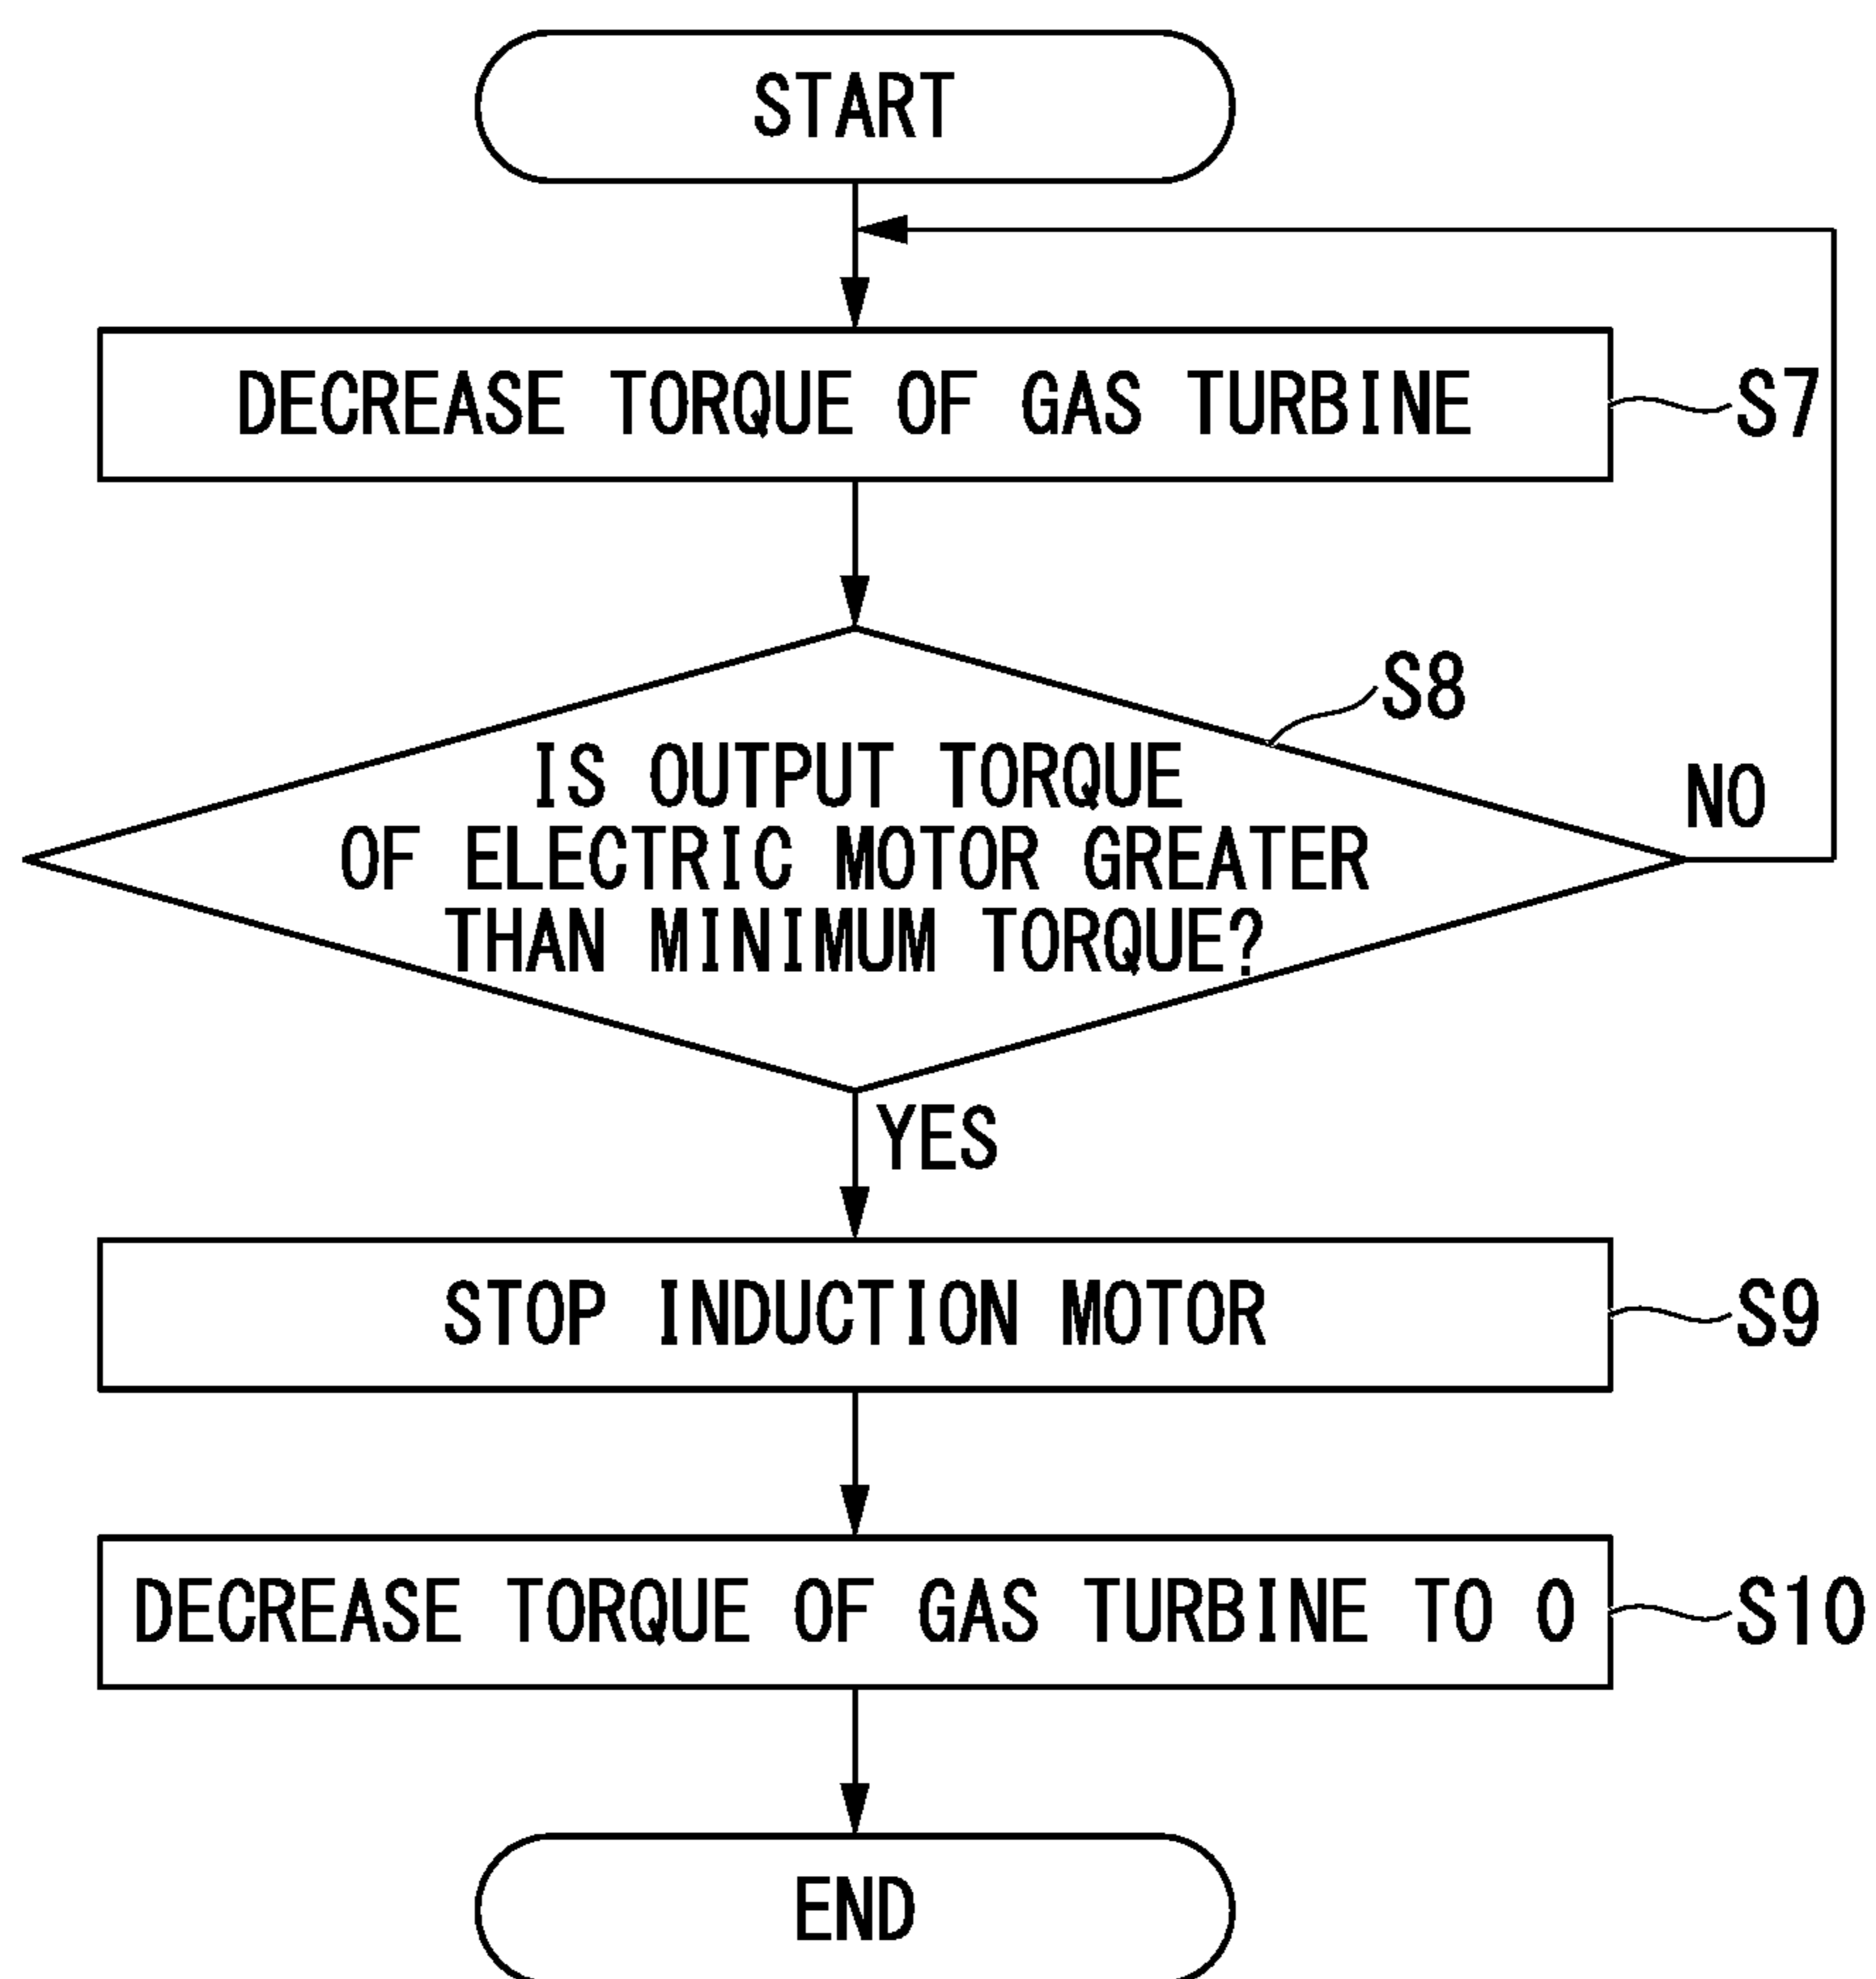 START
DECREASE TORQUE OF GAS TURBINE
S7
S8
IS OUTPUT TORQUE
OF ELECTRIC MOTOR GREATER
THAN MINIMUM TORQUE?
NO
YES
STOP INDUCTION MOTOR
S9
DECREASE TORQUE OF GAS TURBINE TO 0
S10
END